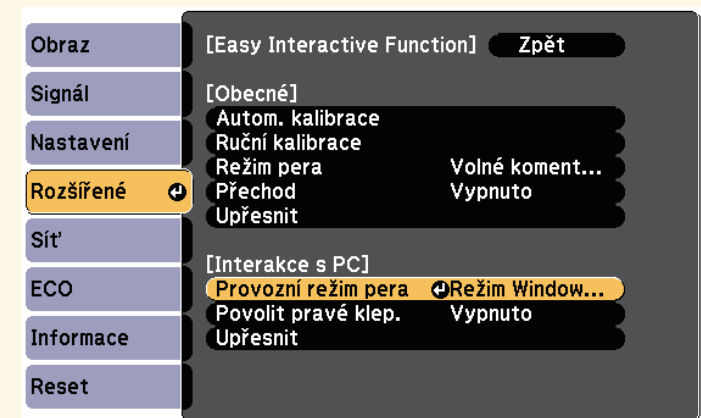 Obraz
Signál
Nastavení
Rozšířené
Síť
ECO
Informace
Reset
[Easy Interactive Function] Zpět
[Obecné]
Autom. kalibrace
Ruční kalibrace
Režim pera Volné koment...
Přechod Vypnuto
Upřesnit
[Interakce s PC]
Provozní režim pera Režim Window...
Povolit pravé klep. Vypnuto
Upřesnit